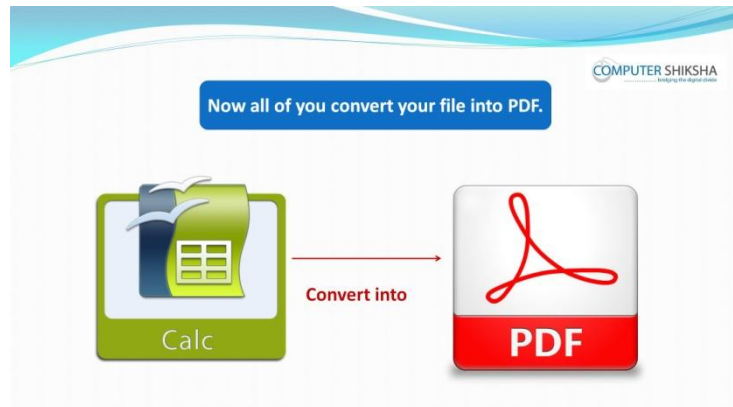 COMPUTER SHIKSHA
bridging the digital divide
Now all of you convert your file into PDF.
Convert into
Calc
PDF